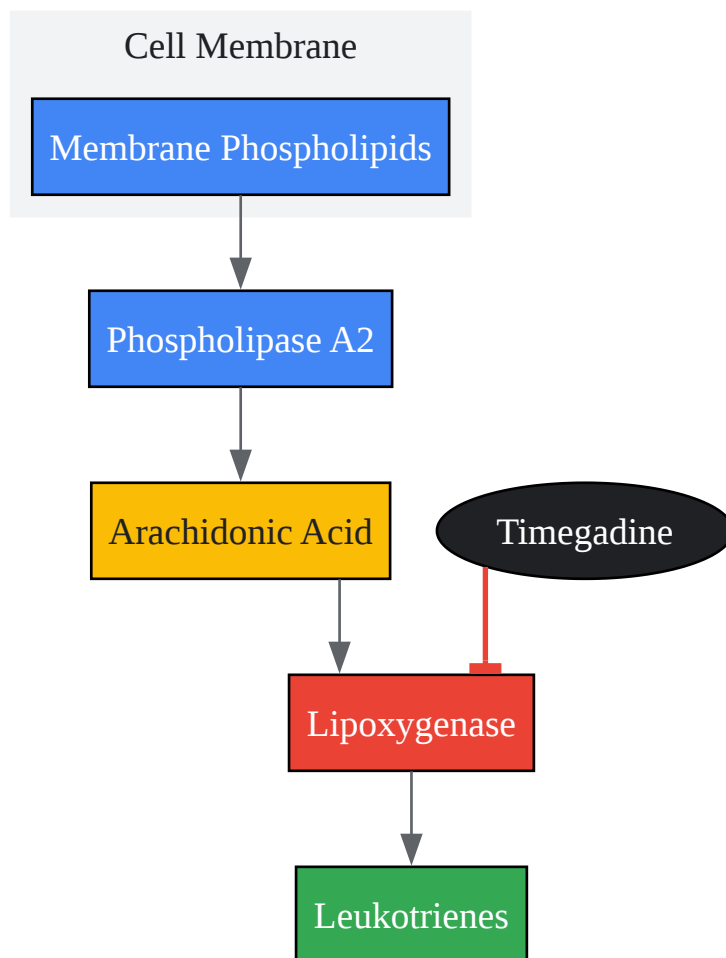 Cell Membrane
Membrane Phospholipids
Phospholipase A2
Arachidonic Acid
Timegadine
Lipoxygenase
Leukotrienes